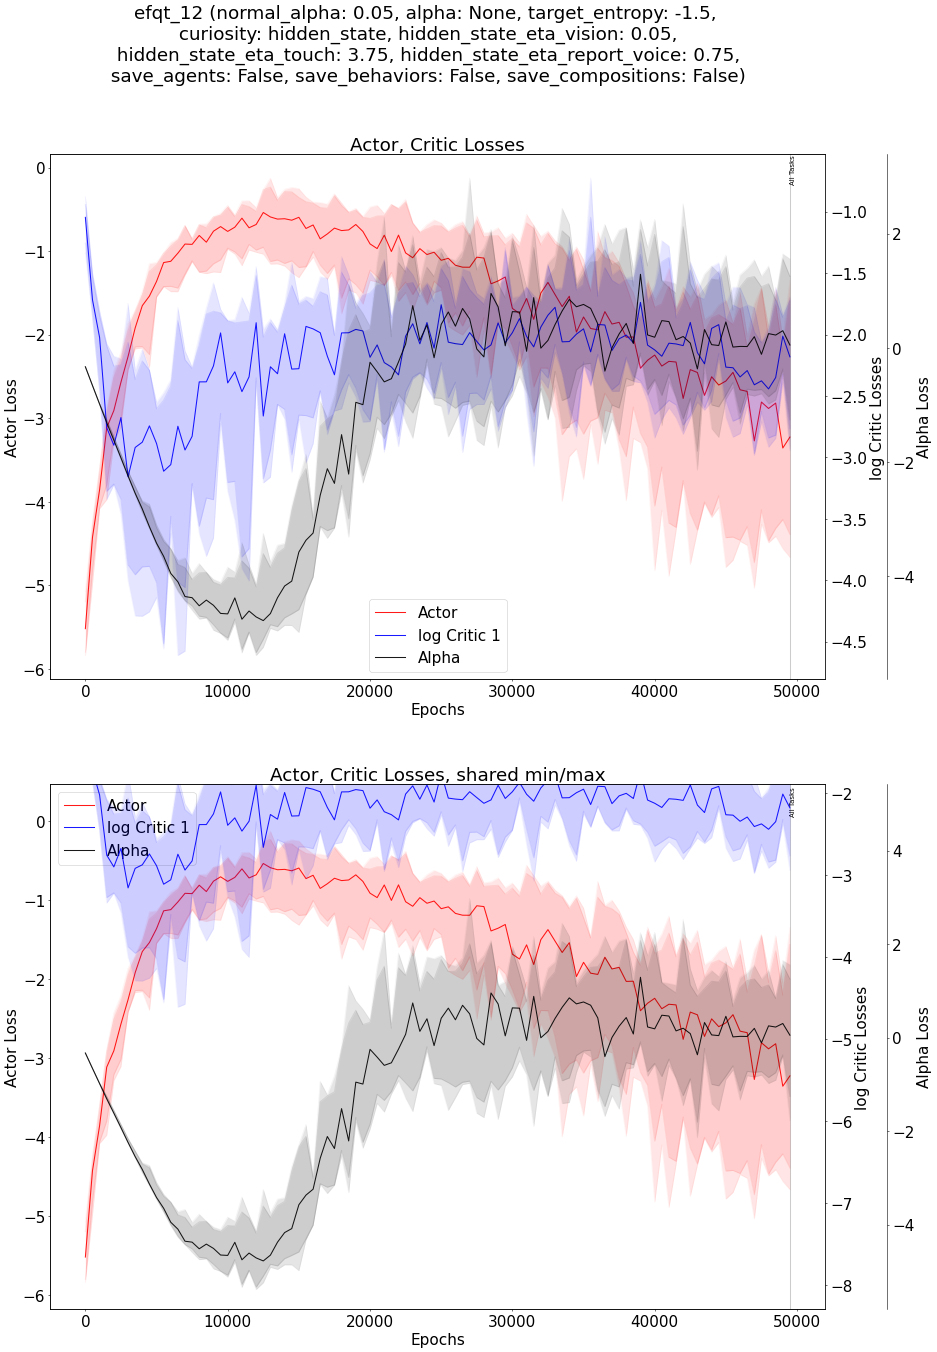 efqt_12 (normal_alpha: 0.05, alpha: None, target_entropy: -1.5,
curiosity: hidden_state, hidden_state_eta_vision: 0.05,
hidden_state_eta_touch: 3.75, hidden_state_eta_report_voice: 0.75,
save_agents: False, save_behaviors: False, save_compositions: False)
Actor, Critic Losses
All Tasks
0
−1
−2
−3
−4
−5
−6
Actor Loss
−1.0
−1.5
−2.0
−2.5
−3.0
−3.5
−4.0
−4.5
log Critic Losses
2
0
−2
−4
Alpha Loss
Actor
log Critic 1
Alpha
0
10000
20000
30000
40000
50000
Epochs
Actor, Critic Losses, shared min/max
All Tasks
Actor
log Critic 1
Alpha
0
−1
−2
−3
−4
−5
−6
Actor Loss
−2
−3
−4
−5
−6
−7
−8
log Critic Losses
4
2
0
−2
−4
Alpha Loss
0
10000
20000
30000
40000
50000
Epochs